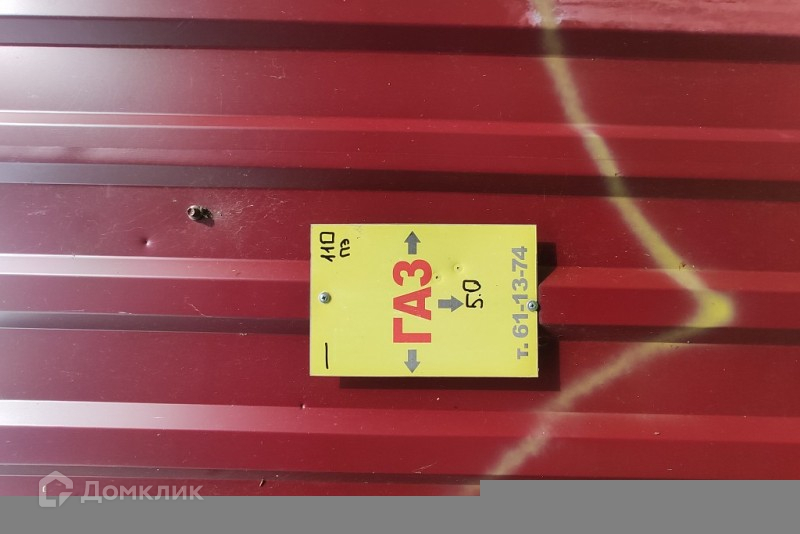 —
110
ПЭ
ГАЗ
5.0
т. 61-13-74
Домклик